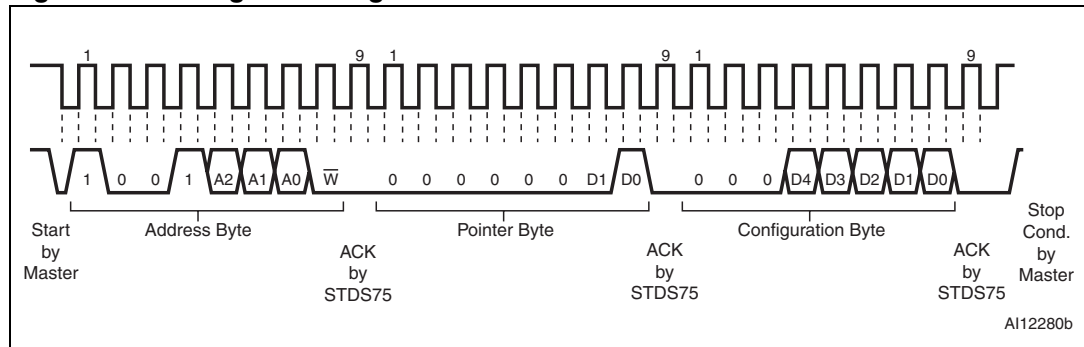 1 9 1 9 1 9
1 0 0 1 A2 A1 A0 W 0 0 0 0 0 0 D1 D0 0 0 0 D4 D3 D2 D1 D0
Start
by
Master
Address Byte
ACK
by
STDS75
Pointer Byte
ACK
by
STDS75
Configuration Byte
ACK
by
STDS75
Stop
Cond.
by
Master
AI12280b